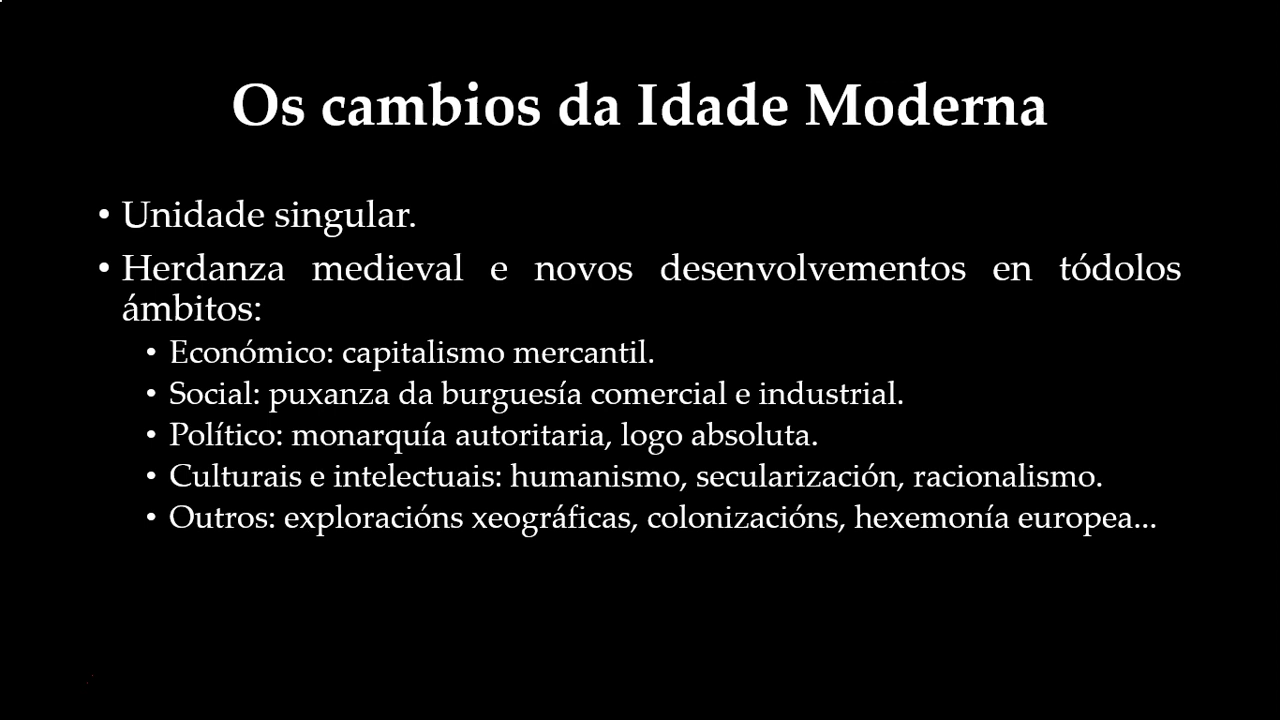 Os cambios da Idade Moderna
• Unidade singular.
• Herdanza medieval e novos desenvolvementos en tódolos
ámbitos:
• Económico: capitalismo mercantil.
• Social: puxanza da burguesía comercial e industrial.
• Político: monarquía autoritaria, logo absoluta.
• Culturais e intelectuais: humanismo, secularización, racionalismo.
• Outros: exploracións xeográficas, colonizacións, hexemonía europea...